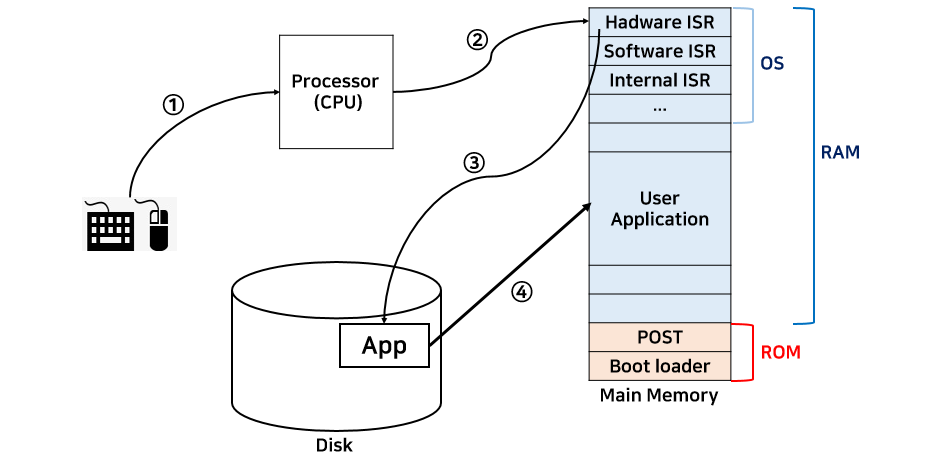 ①
Processor
(CPU)
②
Hadware ISR
Software ISR
Internal ISR
...
OS
RAM
③
User
Application
④
App
Disk
POST
Boot loader
ROM
Main Memory